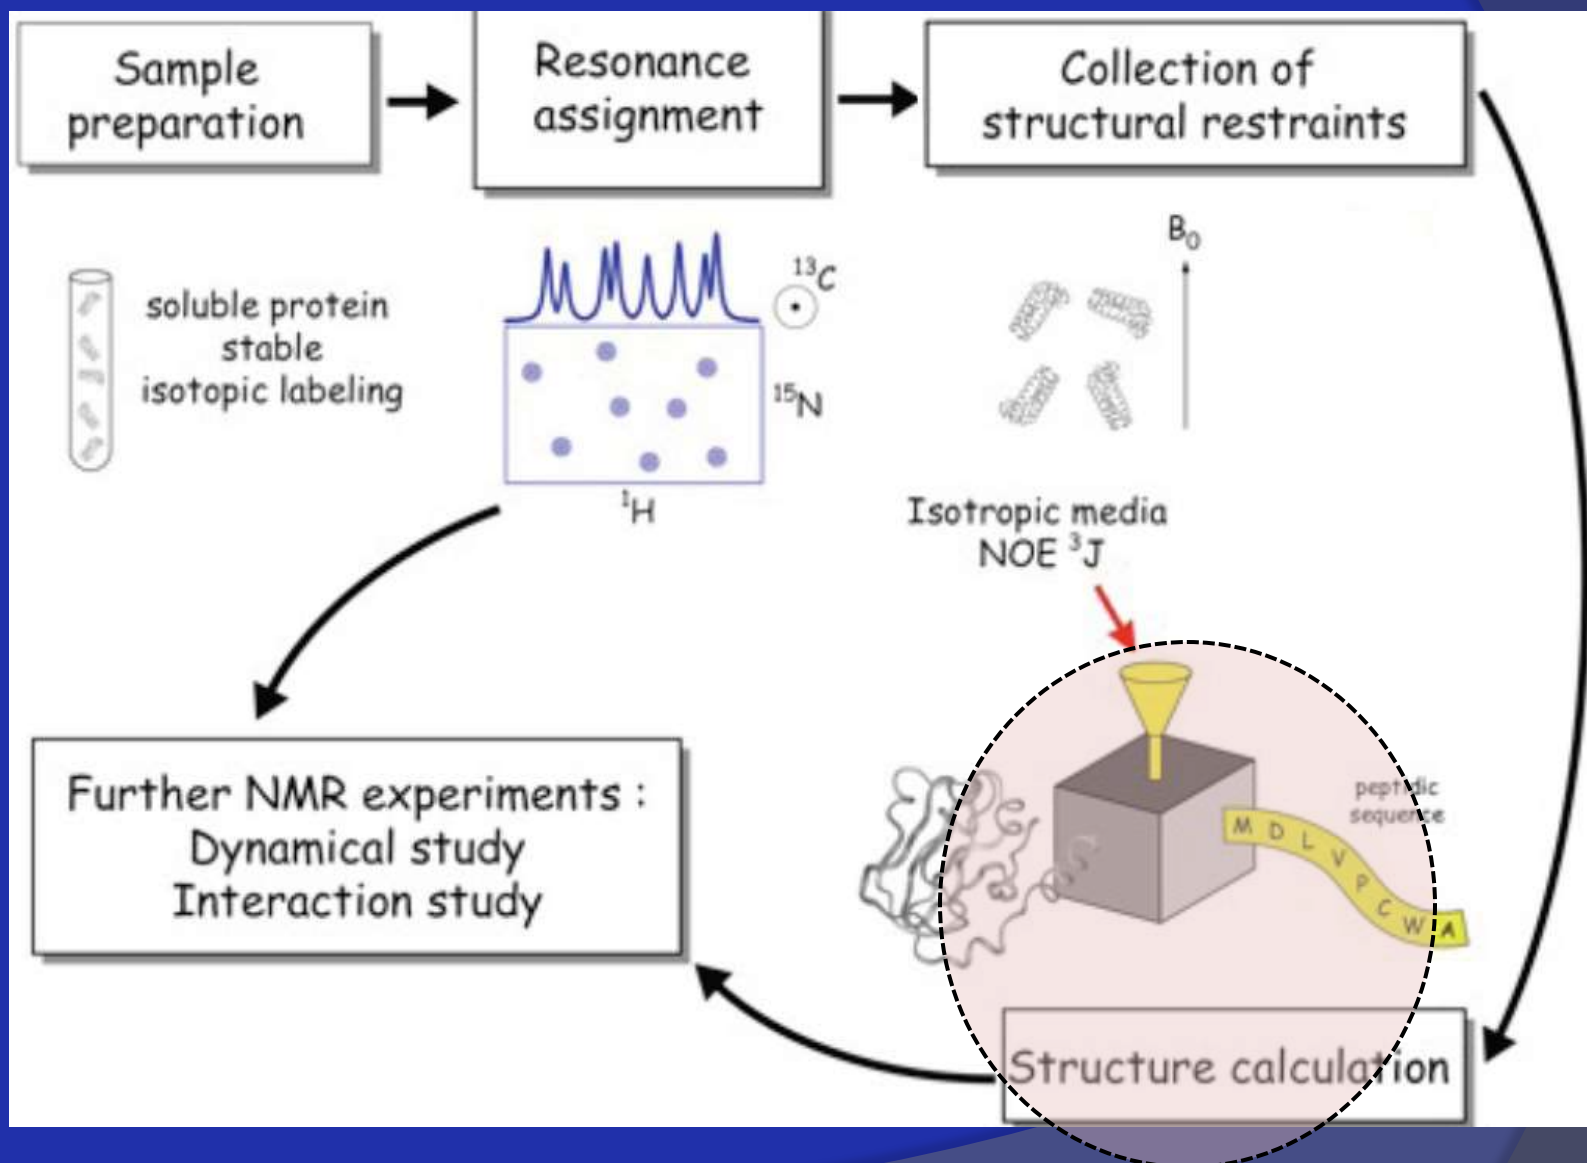 Sample
preparation
Resonance
assignment
Collection of
structural restraints
soluble protein
stable
isotopic labeling
¹³C
¹⁵N
¹H
B₀
Isotropic media
NOE ³J
peptidic
sequence
M D L V P C W A
Further NMR experiments :
Dynamical study
Interaction study
Structure calculation